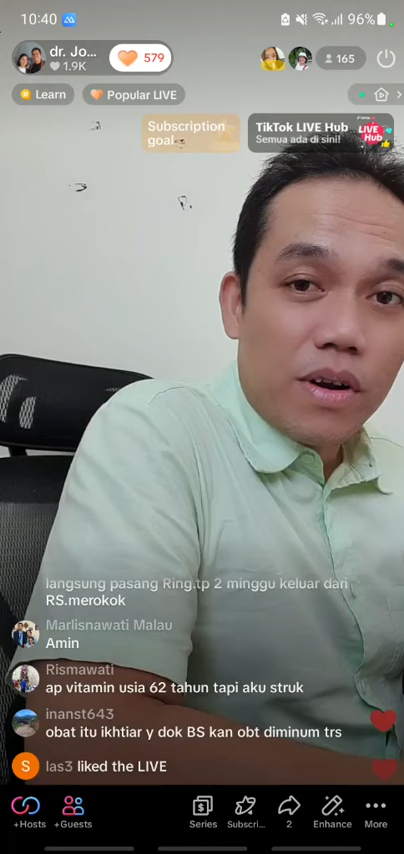 10:40
96%
dr. Jo...
1.9K
579
165
Learn
Popular LIVE
Subscription
goal
TikTok LIVE Hub
Semua ada di sini!
LIVE
Hub
langsung pasang Ring.tp 2 minggu keluar dari
RS.merokok
Marlisnawati Malau
Amin
Rismawati
ap vitamin usia 62 tahun tapi aku struk
inanst643
obat itu ikhtiar y dok BS kan obt diminum trs
S
las3 liked the LIVE
+Hosts
+Guests
Series
Subscri...
2
Enhance
More